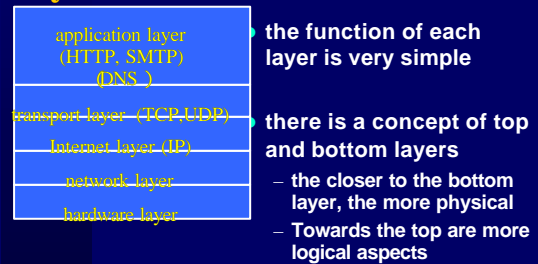 application layer
(HTTP, SMTP)
(DNS )
transport layer (TCP,UDP)
Internet layer (IP)
network layer
hardware layer
• the function of each
layer is very simple
• there is a concept of top
and bottom layers
– the closer to the bottom
layer, the more physical
– Towards the top are more
logical aspects